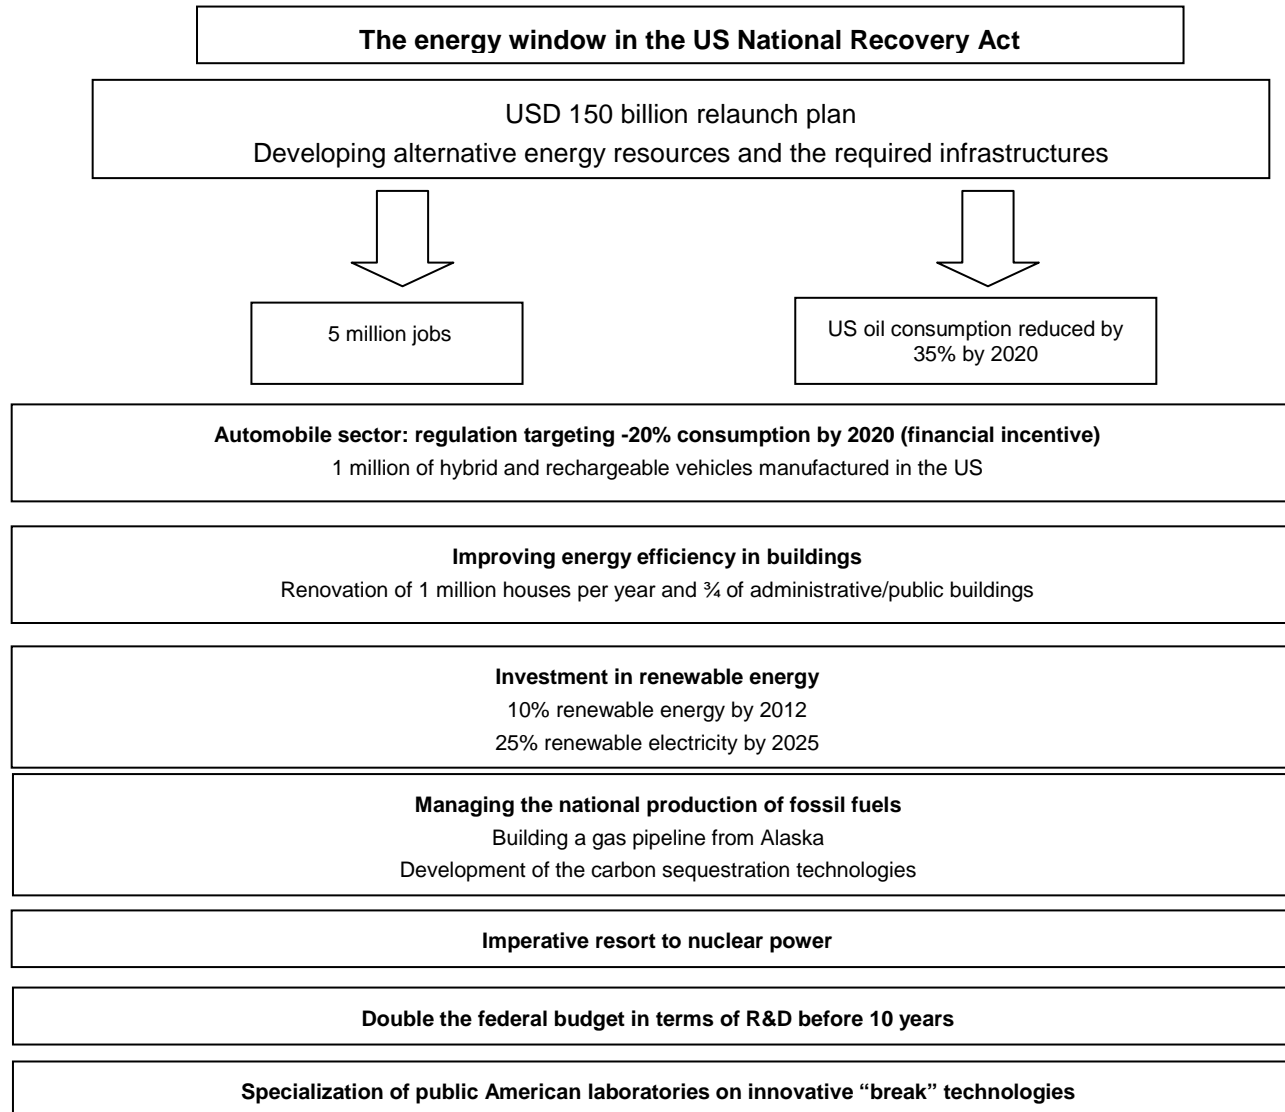 The energy window in the US National Recovery Act
USD 150 billion relaunch plan
Developing alternative energy resources and the required infrastructures
5 million jobs
US oil consumption reduced by
35% by 2020
Automobile sector: regulation targeting -20% consumption by 2020 (financial incentive)
1 million of hybrid and rechargeable vehicles manufactured in the US
Improving energy efficiency in buildings
Renovation of 1 million houses per year and ¾ of administrative/public buildings
Investment in renewable energy
10% renewable energy by 2012
25% renewable electricity by 2025
Managing the national production of fossil fuels
Building a gas pipeline from Alaska
Development of the carbon sequestration technologies
Imperative resort to nuclear power
Double the federal budget in terms of R&D before 10 years
Specialization of public American laboratories on innovative “break” technologies